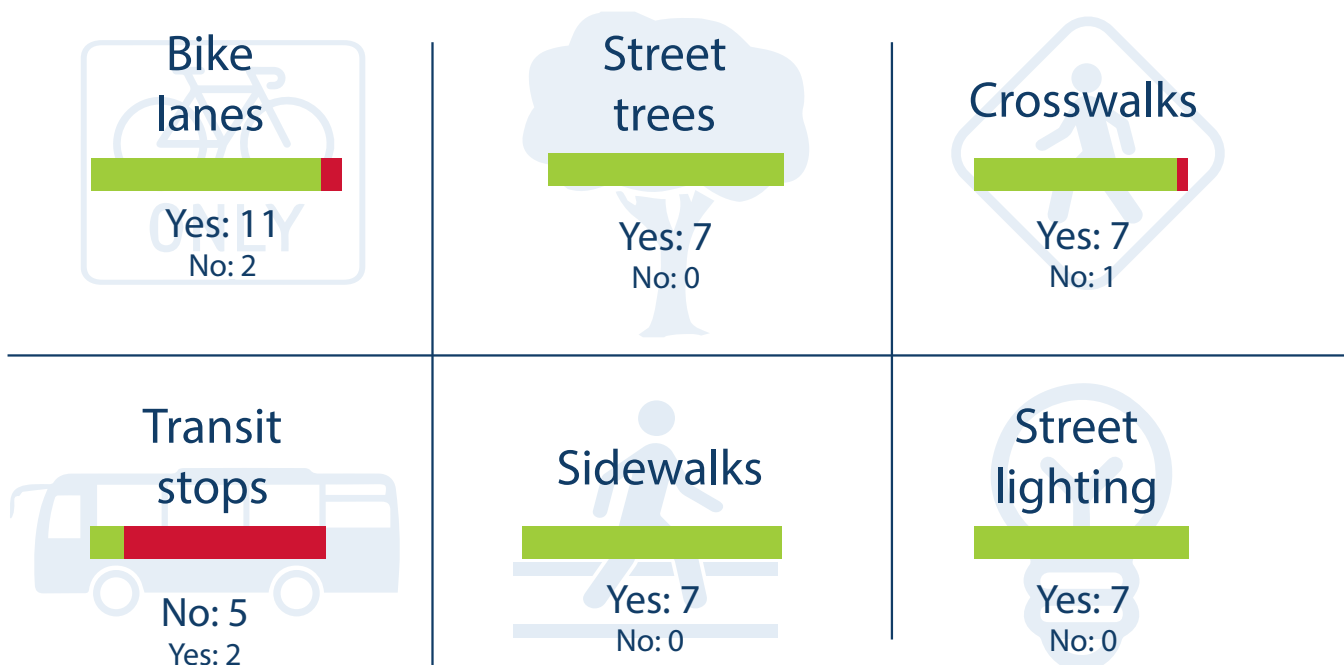 Bike
lanes
ONLY
Yes: 11
No: 2
Street
trees
Yes: 7
No: 0
Crosswalks
Yes: 7
No: 1
Transit
stops
No: 5
Yes: 2
Sidewalks
Yes: 7
No: 0
Street
lighting
Yes: 7
No: 0